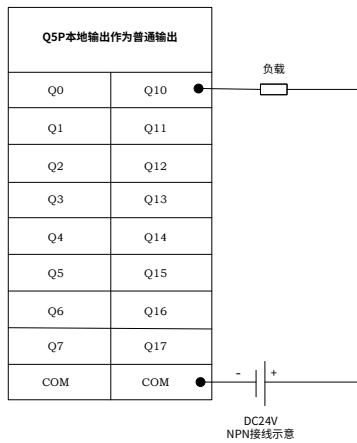 Q5P本地输出作为普通输出
负载
Q0 Q10
Q1 Q11
Q2 Q12
Q3 Q13
Q4 Q14
Q5 Q15
Q6 Q16
Q7 Q17
COM COM
- +
DC24V
NPN接线示意